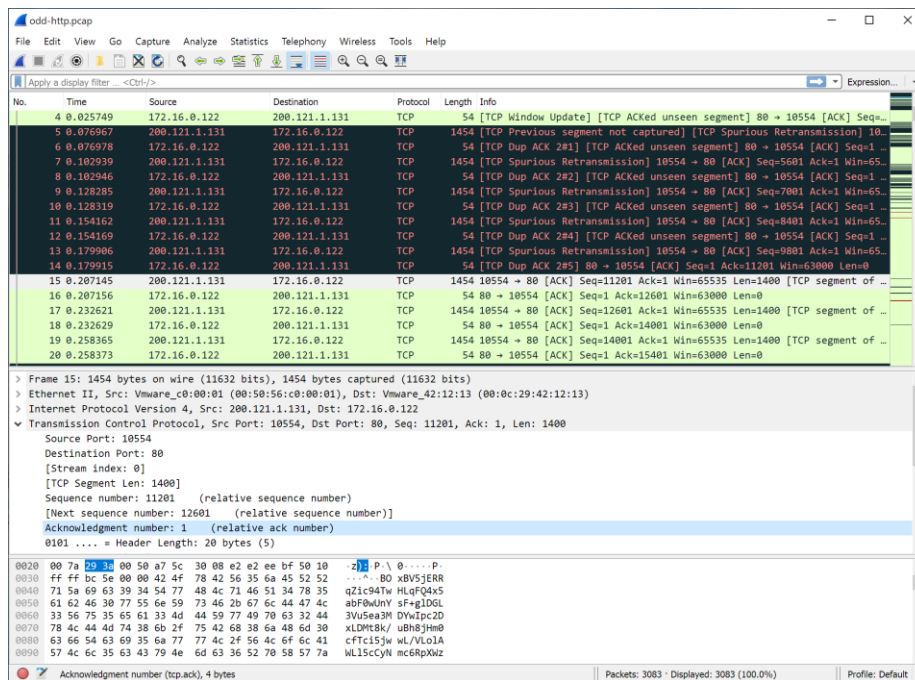 odd-http.pcap
File Edit View Go Capture Analyze Statistics Telephony Wireless Tools Help
Apply a display filter ... <Ctrl-/> Expression...
No. Time Source Destination Protocol Length Info
4 0.025749 172.16.0.122 200.121.1.131 TCP 54 [TCP Window Update] [TCP ACKed unseen segment] 80 → 10554 [ACK] Seq=…
5 0.076967 200.121.1.131 172.16.0.122 TCP 1454 [TCP Previous segment not captured] [TCP Spurious Retransmission] 10…
6 0.076978 172.16.0.122 200.121.1.131 TCP 54 [TCP Dup ACK 2#1] [TCP ACKed unseen segment] 80 → 10554 [ACK] Seq=1 …
7 0.102939 200.121.1.131 172.16.0.122 TCP 1454 [TCP Spurious Retransmission] 10554 → 80 [ACK] Seq=5601 Ack=1 Win=65…
8 0.102946 172.16.0.122 200.121.1.131 TCP 54 [TCP Dup ACK 2#2] [TCP ACKed unseen segment] 80 → 10554 [ACK] Seq=1 …
9 0.128285 200.121.1.131 172.16.0.122 TCP 1454 [TCP Spurious Retransmission] 10554 → 80 [ACK] Seq=7001 Ack=1 Win=65…
10 0.128319 172.16.0.122 200.121.1.131 TCP 54 [TCP Dup ACK 2#3] [TCP ACKed unseen segment] 80 → 10554 [ACK] Seq=1 …
11 0.154162 200.121.1.131 172.16.0.122 TCP 1454 [TCP Spurious Retransmission] 10554 → 80 [ACK] Seq=8401 Ack=1 Win=65…
12 0.154169 172.16.0.122 200.121.1.131 TCP 54 [TCP Dup ACK 2#4] [TCP ACKed unseen segment] 80 → 10554 [ACK] Seq=1 …
13 0.179906 200.121.1.131 172.16.0.122 TCP 1454 [TCP Spurious Retransmission] 10554 → 80 [ACK] Seq=9801 Ack=1 Win=65…
14 0.179915 172.16.0.122 200.121.1.131 TCP 54 [TCP Dup ACK 2#5] 80 → 10554 [ACK] Seq=1 Ack=11201 Win=63000 Len=0
15 0.207145 200.121.1.131 172.16.0.122 TCP 1454 10554 → 80 [ACK] Seq=11201 Ack=1 Win=65535 Len=1400 [TCP segment of …
16 0.207156 172.16.0.122 200.121.1.131 TCP 54 80 → 10554 [ACK] Seq=1 Ack=12601 Win=63000 Len=0
17 0.232621 200.121.1.131 172.16.0.122 TCP 1454 10554 → 80 [ACK] Seq=12601 Ack=1 Win=65535 Len=1400 [TCP segment of …
18 0.232629 172.16.0.122 200.121.1.131 TCP 54 80 → 10554 [ACK] Seq=1 Ack=14001 Win=63000 Len=0
19 0.258365 200.121.1.131 172.16.0.122 TCP 1454 10554 → 80 [ACK] Seq=14001 Ack=1 Win=65535 Len=1400 [TCP segment of …
20 0.258373 172.16.0.122 200.121.1.131 TCP 54 80 → 10554 [ACK] Seq=1 Ack=15401 Win=63000 Len=0
> Frame 15: 1454 bytes on wire (11632 bits), 1454 bytes captured (11632 bits)
> Ethernet II, Src: Vmware_c0:00:01 (00:50:56:c0:00:01), Dst: Vmware_42:12:13 (00:0c:29:42:12:13)
> Internet Protocol Version 4, Src: 200.121.1.131, Dst: 172.16.0.122
Transmission Control Protocol, Src Port: 10554, Dst Port: 80, Seq: 11201, Ack: 1, Len: 1400
Source Port: 10554
Destination Port: 80
[Stream index: 0]
[TCP Segment Len: 1400]
Sequence number: 11201 (relative sequence number)
[Next sequence number: 12601 (relative sequence number)]
Acknowledgment number: 1 (relative ack number)
0101 .... = Header Length: 20 bytes (5)
0020 00 7a 29 3a 00 50 a7 5c 30 08 e2 e2 ee bf 50 10 ·z):·P·\ 0·····P·
0030 ff ff bc 5e 00 00 42 4f 78 42 56 35 6a 45 52 52 ···^··BO xBV5jERR
0040 71 5a 69 63 39 34 54 77 48 4c 71 46 51 34 78 35 qZic94Tw HLqFQ4x5
0050 61 62 46 30 77 55 6e 59 73 46 2b 67 6c 44 47 4c abF0wUnY sF+glDGL
0060 33 56 75 35 65 61 33 4d 44 59 77 49 70 63 32 44 3Vu5ea3M DYwIpc2D
0070 78 4c 44 4d 74 38 6b 2f 75 42 68 38 6a 48 6d 30 xLDMt8k/ uBh8jHm0
0080 63 66 54 63 69 35 6a 77 77 4c 2f 56 4c 6f 6c 41 cfTci5jw wL/VLolA
0090 57 4c 6c 35 63 43 79 4e 6d 63 36 52 70 58 57 7a WLl5cCyN mc6RpXWz
Acknowledgment number (tcp.ack), 4 bytes Packets: 3083 · Displayed: 3083 (100.0%) Profile: Default